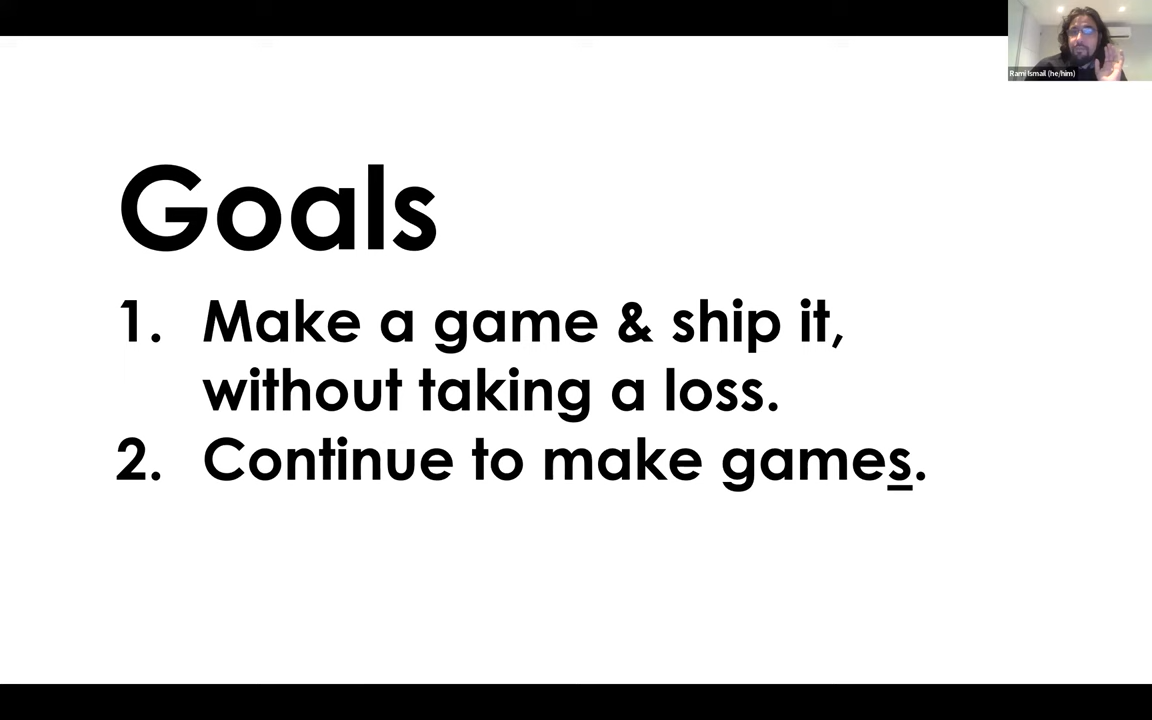 Rami Ismail (he/him)
Goals
1. Make a game & ship it,
without taking a loss.
2. Continue to make games.